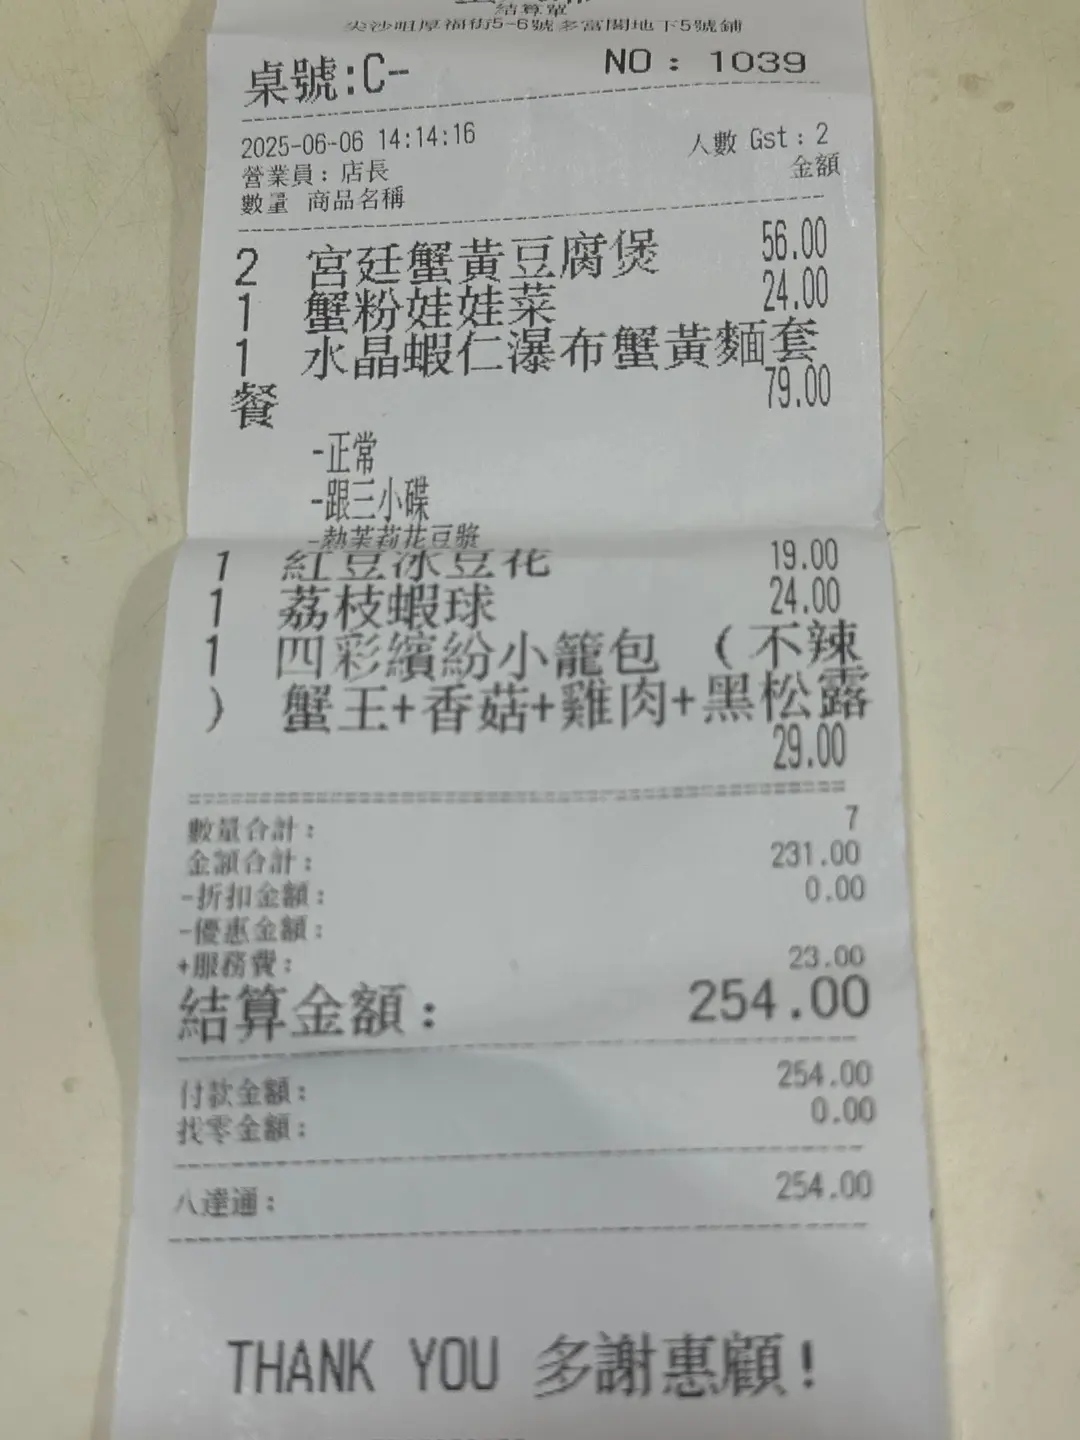 結算單
尖沙咀厚福街5-6號多富閣地下5號鋪
桌號:C-
NO : 1039
2025-06-06 14:14:16
人數 Gst : 2
營業員: 店長
金額
數量 商品名稱
2 宮廷蟹黃豆腐煲 56.00
1 蟹粉娃娃菜 24.00
1 水晶蝦仁瀑布蟹黃麵套
餐 79.00
-正常
-跟三小碟
-熱茉莉花豆漿
1 紅豆冰豆花 19.00
1 荔枝蝦球 24.00
1 四彩繽紛小籠包 (不辣
) 蟹王+香菇+雞肉+黑松露
29.00
數量合計: 7
金額合計: 231.00
-折扣金額: 0.00
-優惠金額:
+服務費: 23.00
結算金額: 254.00
付款金額: 254.00
找零金額: 0.00
八達通: 254.00
THANK YOU 多謝惠顧!